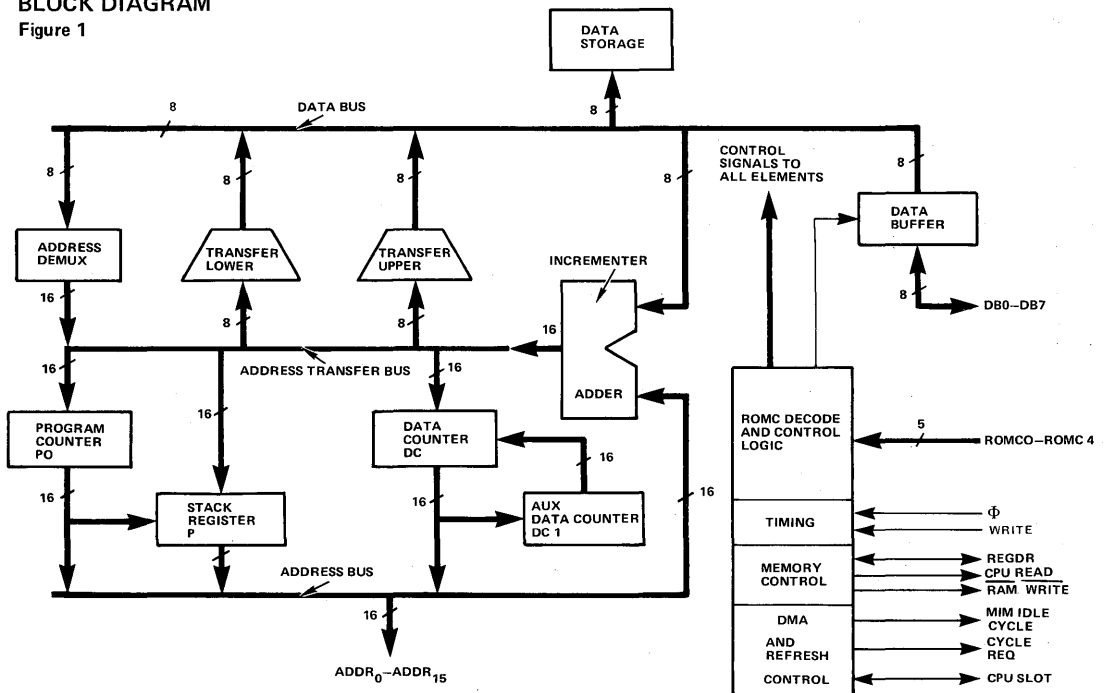 BLOCK DIAGRAM
Figure 1
DATA
STORAGE
8
DATA BUS
8
8
8
8
8
CONTROL
SIGNALS TO
ALL ELEMENTS
8
DATA
BUFFER
8
DB0–DB7
ADDRESS
DEMUX
TRANSFER
LOWER
TRANSFER
UPPER
INCREMENTER
16
8
8
16
ADDER
ADDRESS TRANSFER BUS
16
16
16
PROGRAM
COUNTER
PO
DATA
COUNTER
DC
16
16
16
STACK
REGISTER
P
AUX
DATA COUNTER
DC 1
16
ADDRESS BUS
16
ADDR0–ADDR15
ROMC DECODE
AND CONTROL
LOGIC
5
ROMCO–ROMC 4
TIMING
Φ
WRITE
MEMORY
CONTROL
REGDR
CPU READ
RAM WRITE
DMA
AND
REFRESH
CONTROL
MIM IDLE
CYCLE
CYCLE
REQ
CPU SLOT